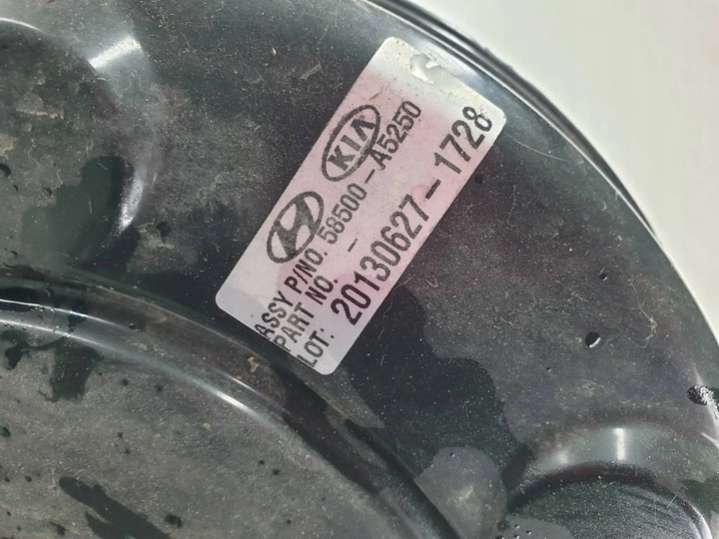 KIA
ASSY P/NO. 58500-A5250
PART NO. -
LOT: 20130627-1728